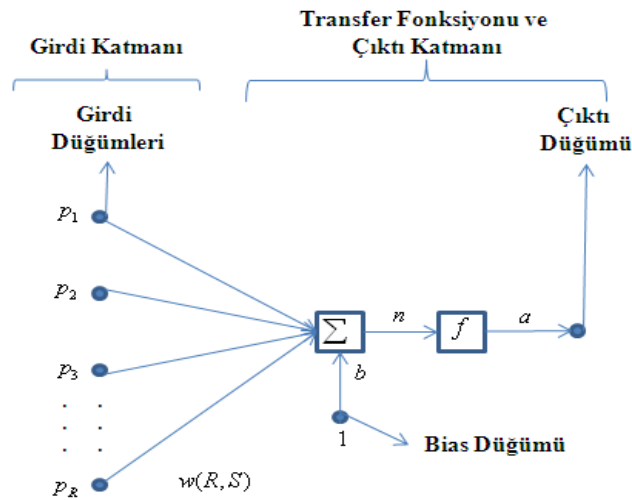 Transfer Fonksiyonu ve
Çıktı Katmanı
Girdi Katmanı
Girdi
Düğümleri
Çıktı
Düğümü
p1
p2
p3
. .
. .
. .
pR
w(R,S)
∑
n
f
a
b
1
Bias Düğümü